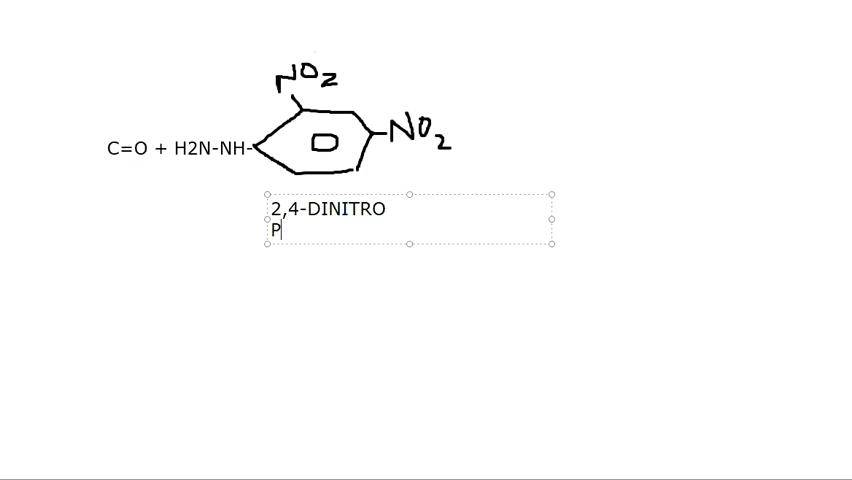 NO2
NO2
C=O + H2N-NH-
2,4-DINITRO
P